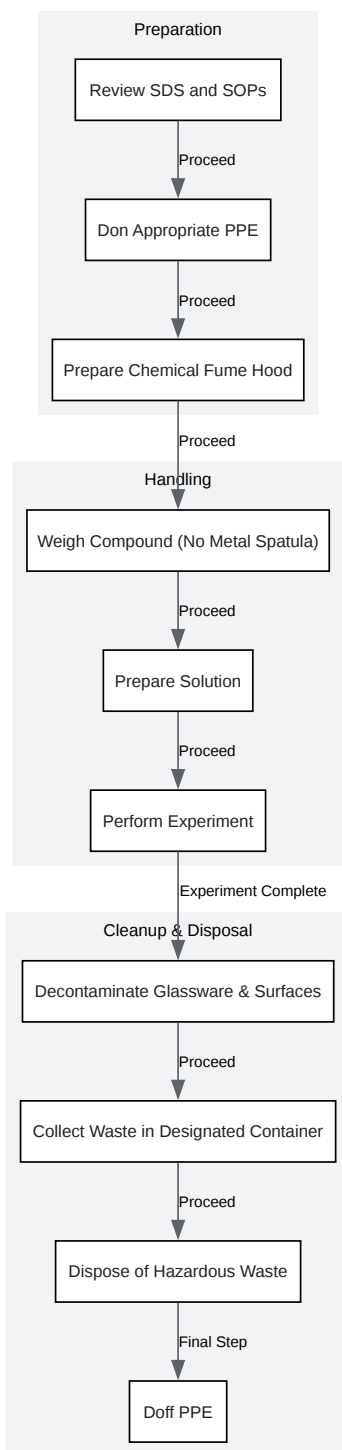 Preparation
Review SDS and SOPs
Proceed
Don Appropriate PPE
Proceed
Prepare Chemical Fume Hood
Proceed
Handling
Weigh Compound (No Metal Spatula)
Proceed
Prepare Solution
Proceed
Perform Experiment
Experiment Complete
Cleanup & Disposal
Decontaminate Glassware & Surfaces
Proceed
Collect Waste in Designated Container
Proceed
Dispose of Hazardous Waste
Final Step
Doff PPE